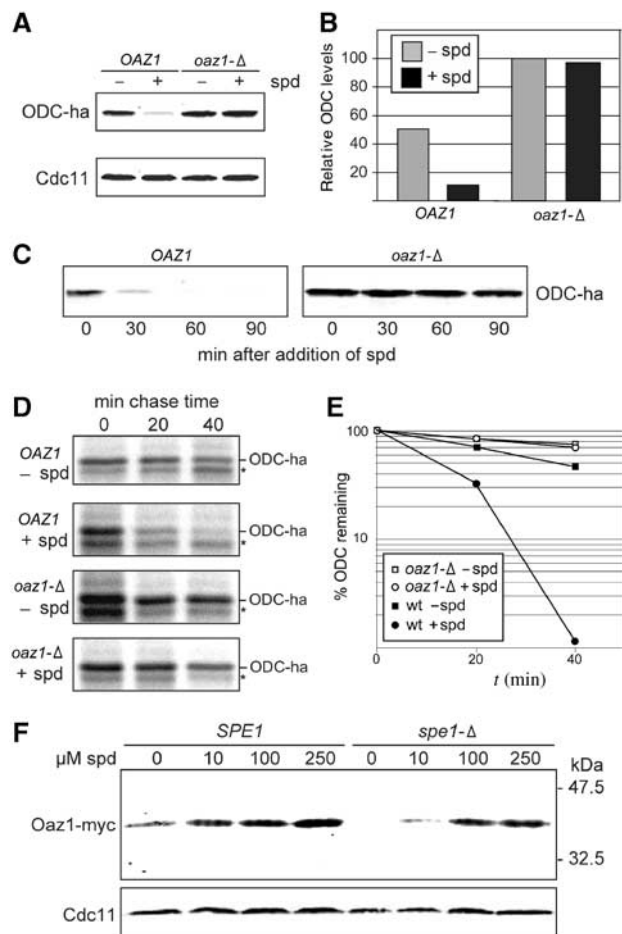 A
OAZ1 oaz1-Δ
− + − + spd
ODC-ha
Cdc11
B
Relative ODC levels
100
80
60
40
20
− spd
+ spd
OAZ1 oaz1-Δ
C
OAZ1 oaz1-Δ
ODC-ha
0 30 60 90 0 30 60 90
min after addition of spd
D
min chase time
0 20 40
OAZ1
− spd
ODC-ha
*
OAZ1
+ spd
ODC-ha
*
oaz1-Δ
− spd
ODC-ha
*
oaz1-Δ
+ spd
ODC-ha
*
E
% ODC remaining
100
10
oaz1-Δ −spd
oaz1-Δ +spd
wt −spd
wt +spd
0 20 40
t (min)
F
SPE1 spe1-Δ
µM spd 0 10 100 250 0 10 100 250 kDa
47.5
Oaz1-myc
32.5
Cdc11